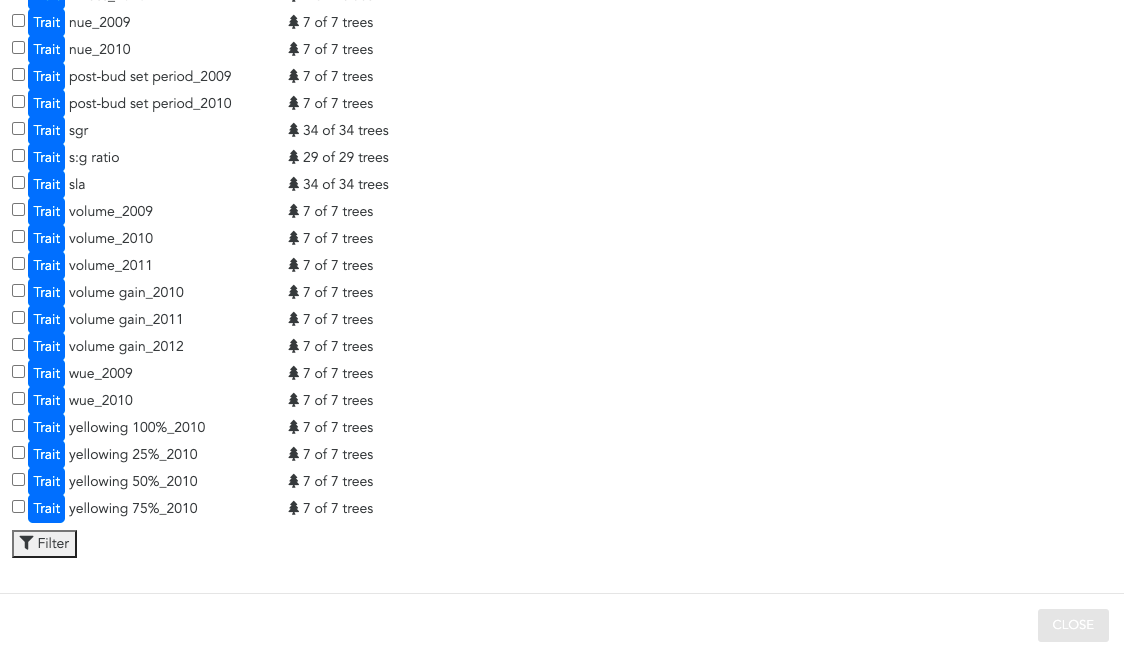 Trait nue_2009 7 of 7 trees
Trait nue_2010 7 of 7 trees
Trait post-bud set period_2009 7 of 7 trees
Trait post-bud set period_2010 7 of 7 trees
Trait sgr 34 of 34 trees
Trait s:g ratio 29 of 29 trees
Trait sla 34 of 34 trees
Trait volume_2009 7 of 7 trees
Trait volume_2010 7 of 7 trees
Trait volume_2011 7 of 7 trees
Trait volume gain_2010 7 of 7 trees
Trait volume gain_2011 7 of 7 trees
Trait volume gain_2012 7 of 7 trees
Trait wue_2009 7 of 7 trees
Trait wue_2010 7 of 7 trees
Trait yellowing 100%_2010 7 of 7 trees
Trait yellowing 25%_2010 7 of 7 trees
Trait yellowing 50%_2010 7 of 7 trees
Trait yellowing 75%_2010 7 of 7 trees
Filter
CLOSE